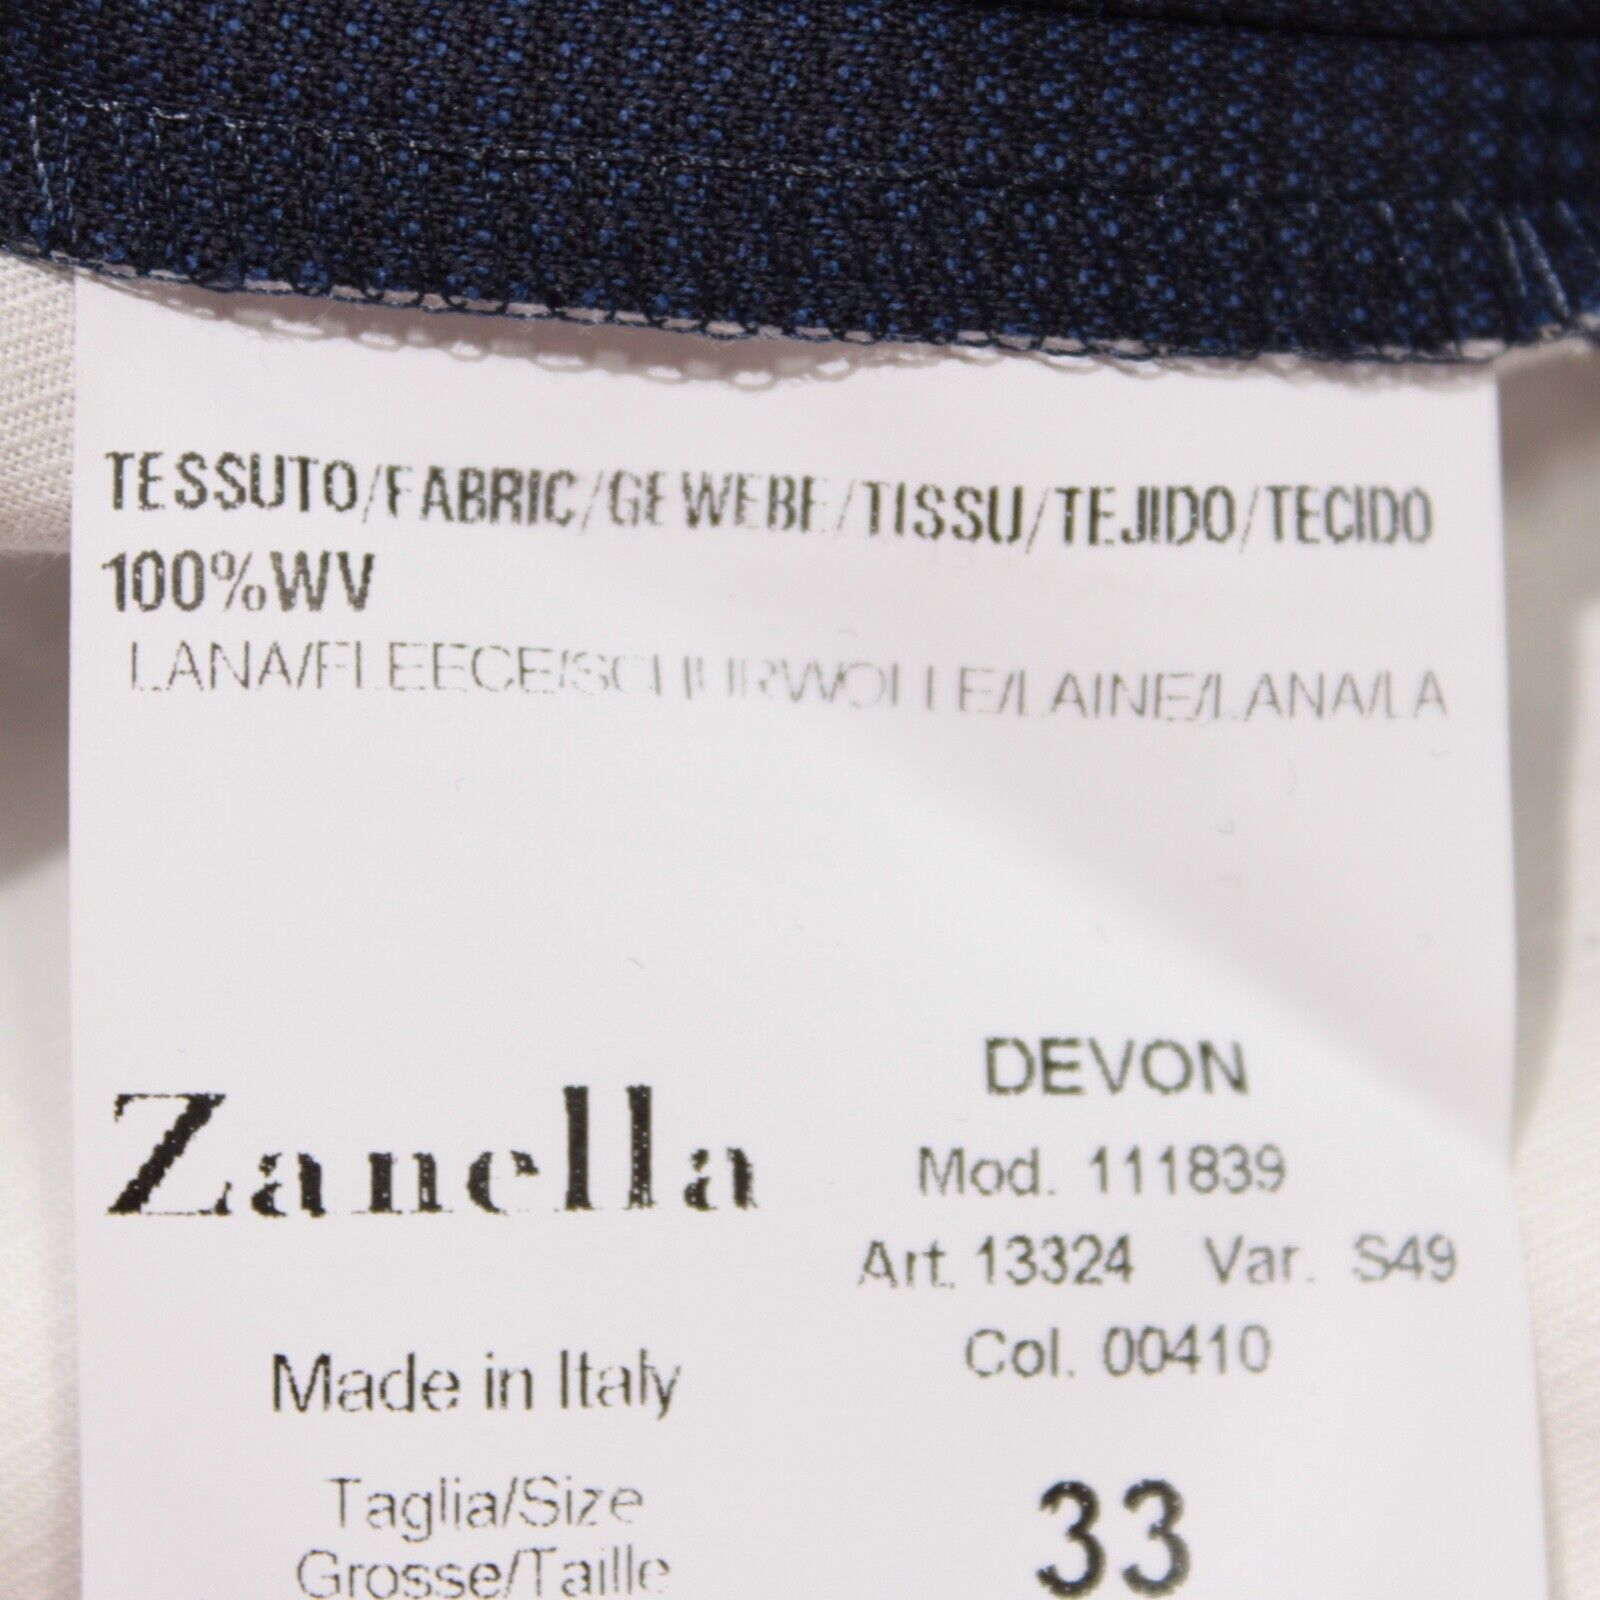 TESSUTO/FABRIC/GEWEBE/TISSU/TEJIDO/TECIDO
100%WV
LANA/FLEECE/SCHURWOLLE/LAINE/LANA/LA
DEVON
Zanella
Mod. 111839
Art. 13324 Var. S49
Col. 00410
Made in Italy
Taglia/Size
Grosse/Taille
33